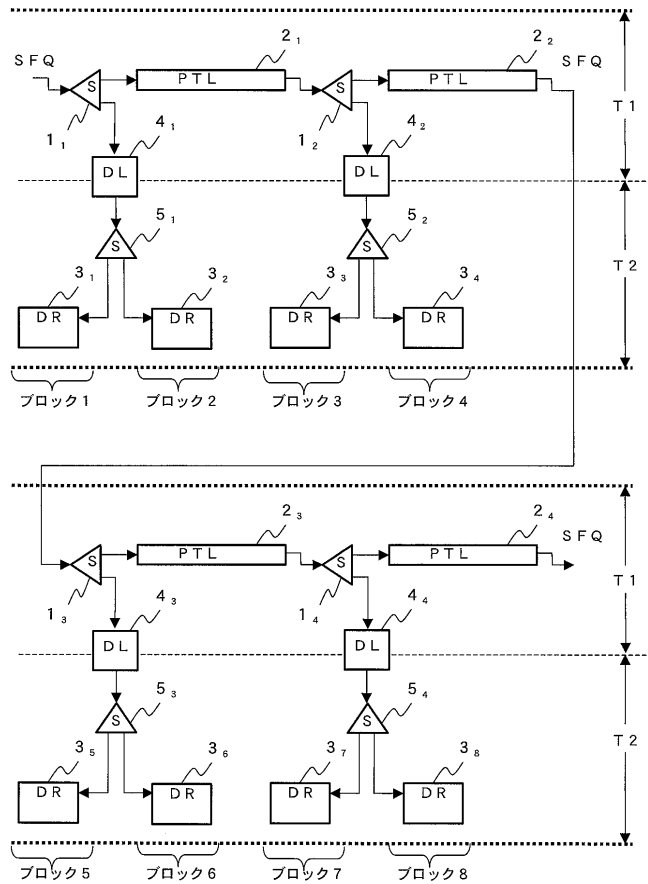 2₁ 2₂
SFQ PTL PTL SFQ
S S
1₁ 4₁ 1₂ 4₂ T1
DL DL
5₁ 5₂
S S
3₁ 3₂ 3₃ 3₄ T2
DR DR DR DR
ブロック1 ブロック2 ブロック3 ブロック4
2₃ 2₄
PTL PTL SFQ
S S
1₃ 4₃ 1₄ 4₄ T1
DL DL
5₃ 5₄
S S
3₅ 3₆ 3₇ 3₈ T2
DR DR DR DR
ブロック5 ブロック6 ブロック7 ブロック8